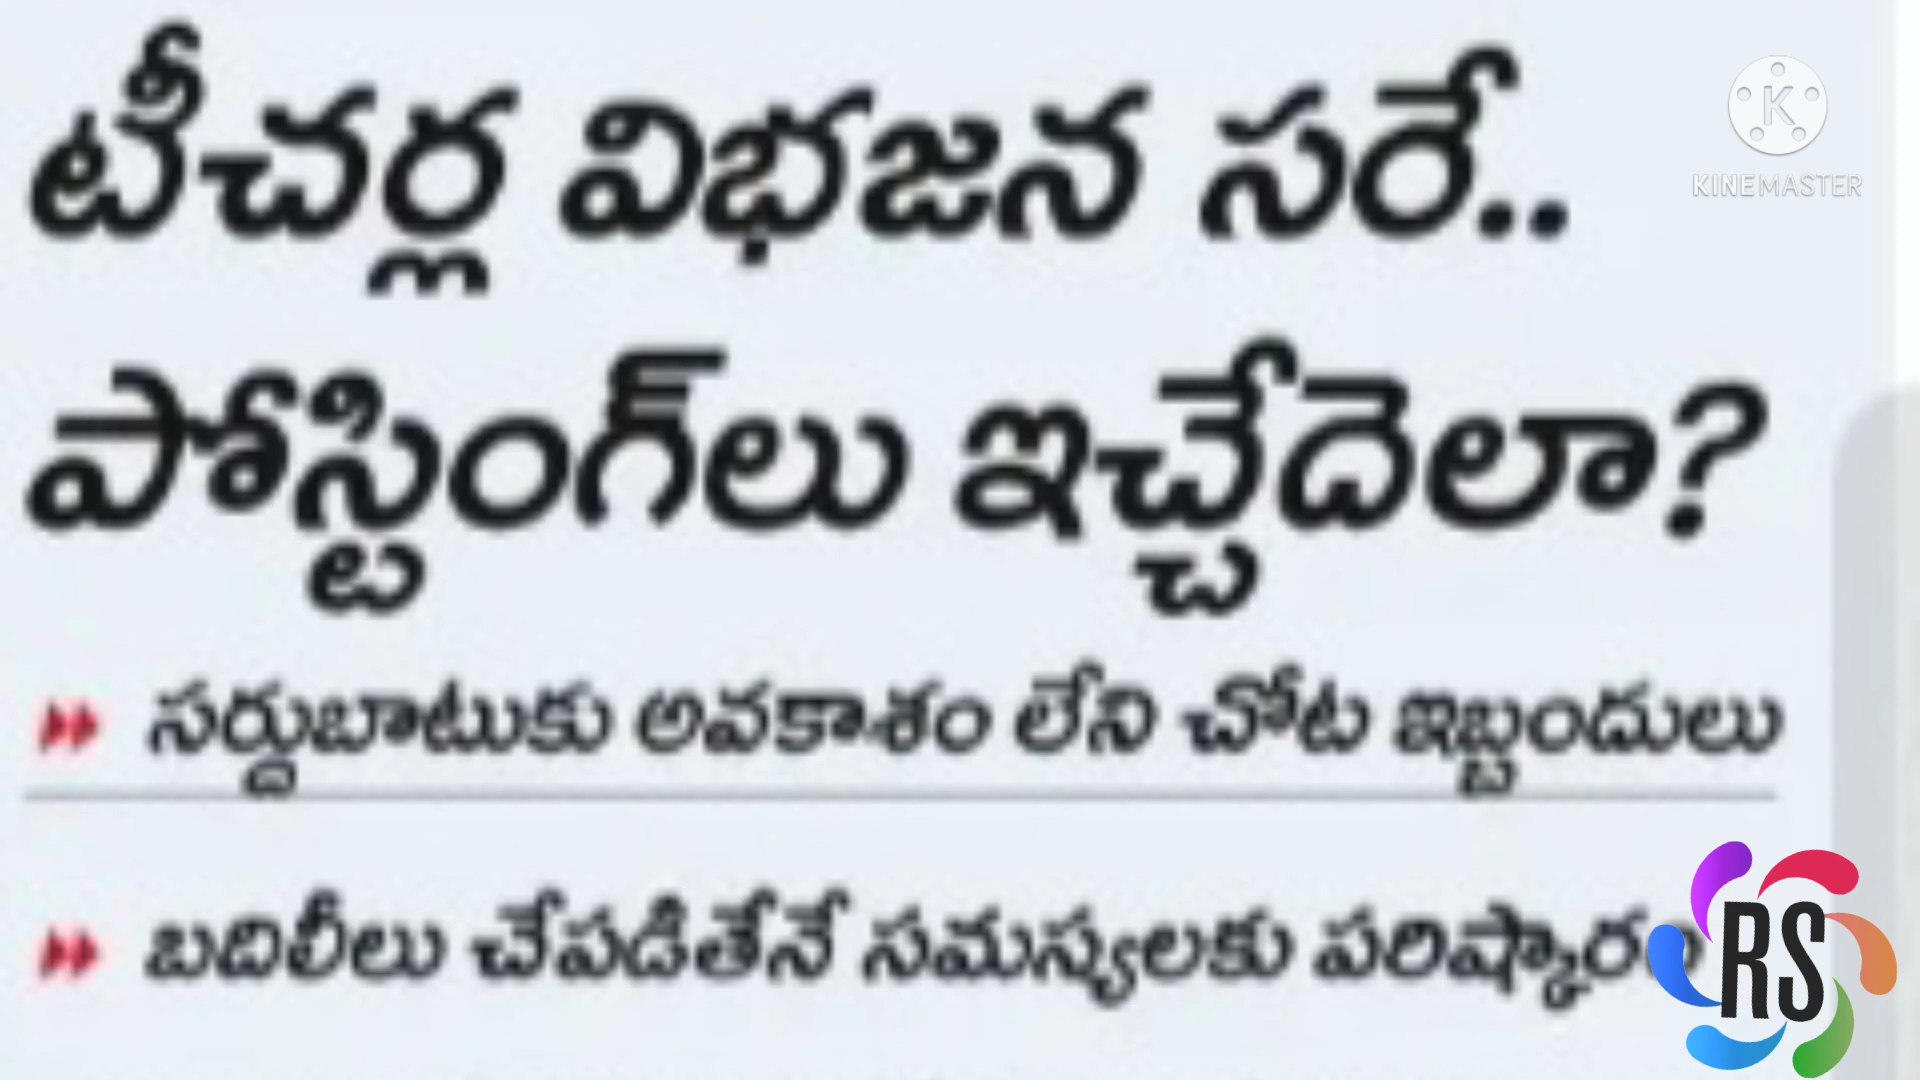 టీచర్ల విభజన సరే..
KINEMASTER
పోస్టింగ్‌లు ఇచ్చేదెలా?
సర్దుబాటుకు అవకాశం లేని చోట ఇబ్బందులు
బదిలీలు చేపడితేనే సమస్యలకు పరిష్కారం
RS